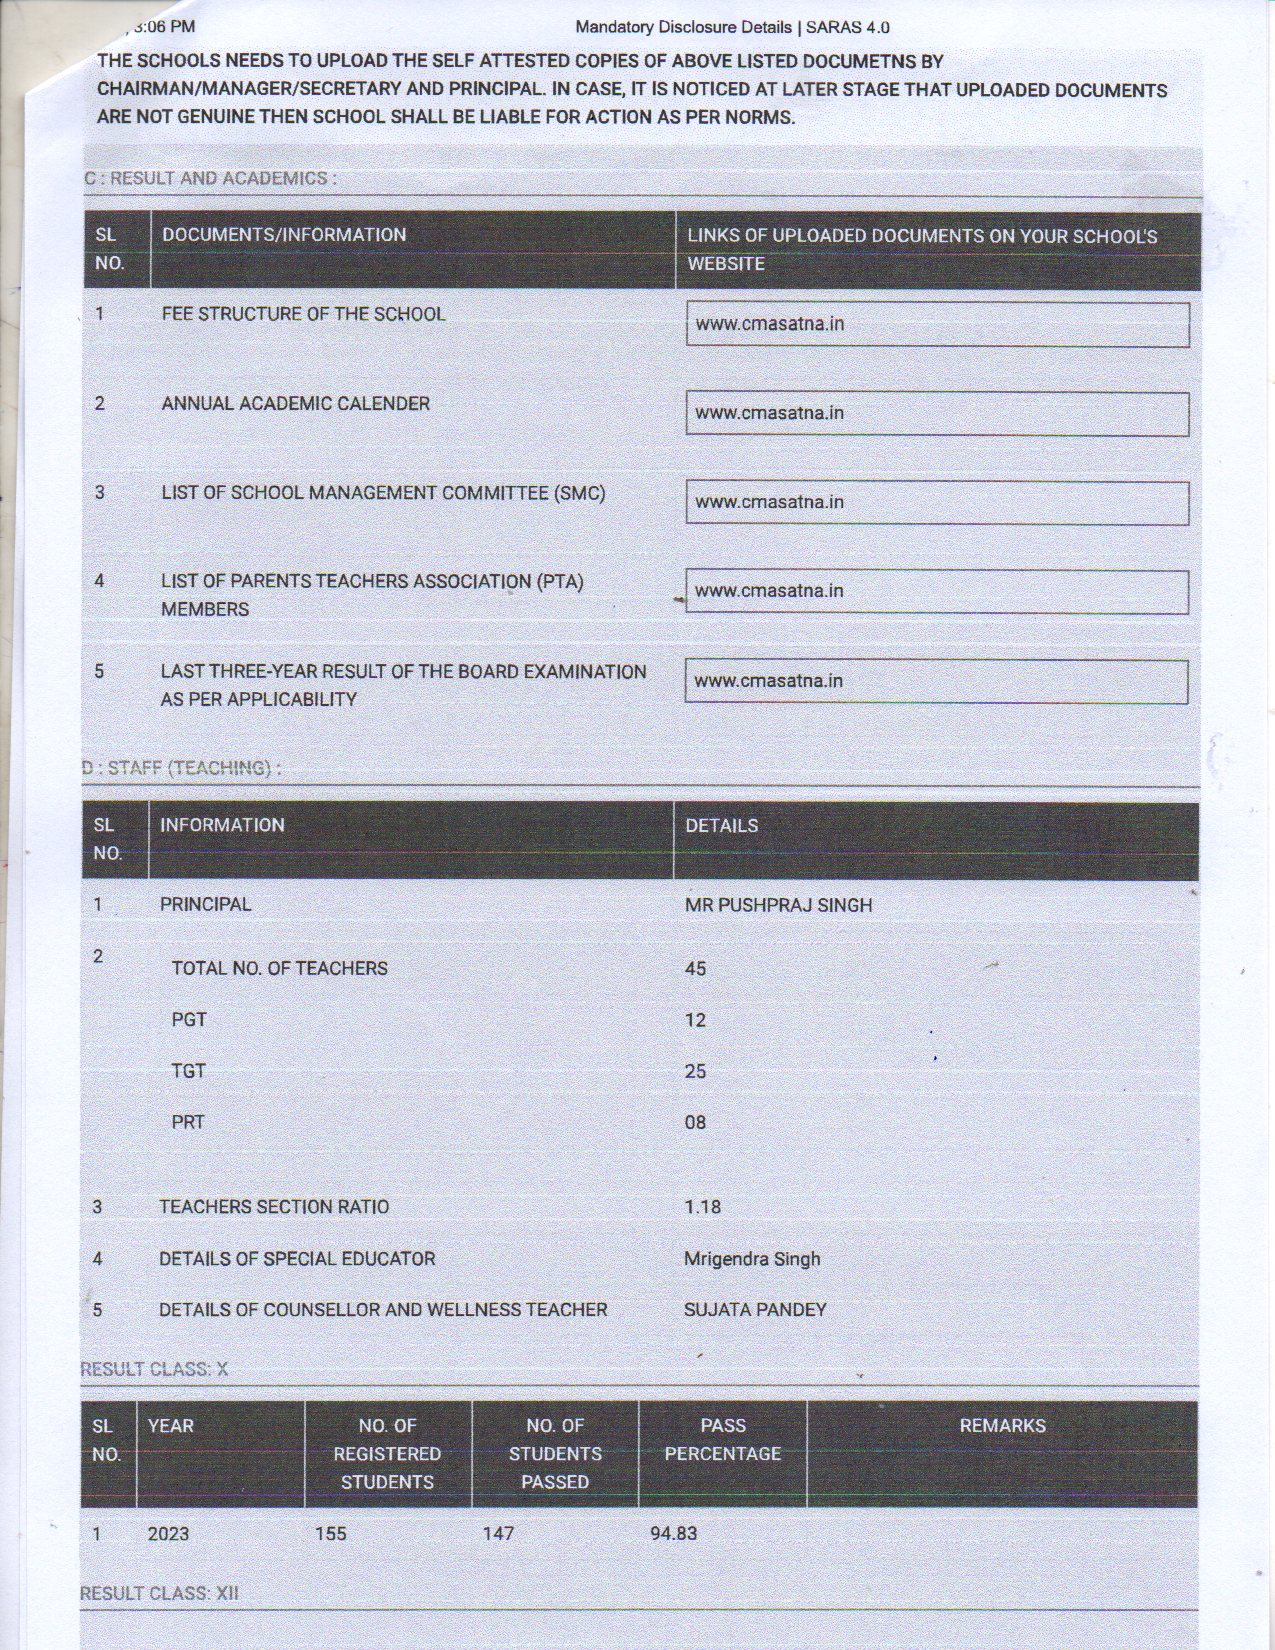 3:06 PM Mandatory Disclosure Details | SARAS 4.0
THE SCHOOLS NEEDS TO UPLOAD THE SELF ATTESTED COPIES OF ABOVE LISTED DOCUMETNS BY
CHAIRMAN/MANAGER/SECRETARY AND PRINCIPAL. IN CASE, IT IS NOTICED AT LATER STAGE THAT UPLOADED DOCUMENTS
ARE NOT GENUINE THEN SCHOOL SHALL BE LIABLE FOR ACTION AS PER NORMS.
C : RESULT AND ACADEMICS :
SL DOCUMENTS/INFORMATION LINKS OF UPLOADED DOCUMENTS ON YOUR SCHOOL'S
NO. WEBSITE
1 FEE STRUCTURE OF THE SCHOOL www.cmasatna.in
2 ANNUAL ACADEMIC CALENDER www.cmasatna.in
3 LIST OF SCHOOL MANAGEMENT COMMITTEE (SMC) www.cmasatna.in
4 LIST OF PARENTS TEACHERS ASSOCIATION (PTA) www.cmasatna.in
MEMBERS
5 LAST THREE-YEAR RESULT OF THE BOARD EXAMINATION www.cmasatna.in
AS PER APPLICABILITY
D : STAFF (TEACHING) :
SL INFORMATION DETAILS
NO.
1 PRINCIPAL MR PUSHPRAJ SINGH
2 TOTAL NO. OF TEACHERS 45
PGT 12
TGT 25
PRT 08
3 TEACHERS SECTION RATIO 1.18
4 DETAILS OF SPECIAL EDUCATOR Mrigendra Singh
5 DETAILS OF COUNSELLOR AND WELLNESS TEACHER SUJATA PANDEY
RESULT CLASS: X
SL YEAR NO. OF NO. OF PASS REMARKS
NO. REGISTERED STUDENTS PERCENTAGE
STUDENTS PASSED
1 2023 155 147 94.83
RESULT CLASS: XII